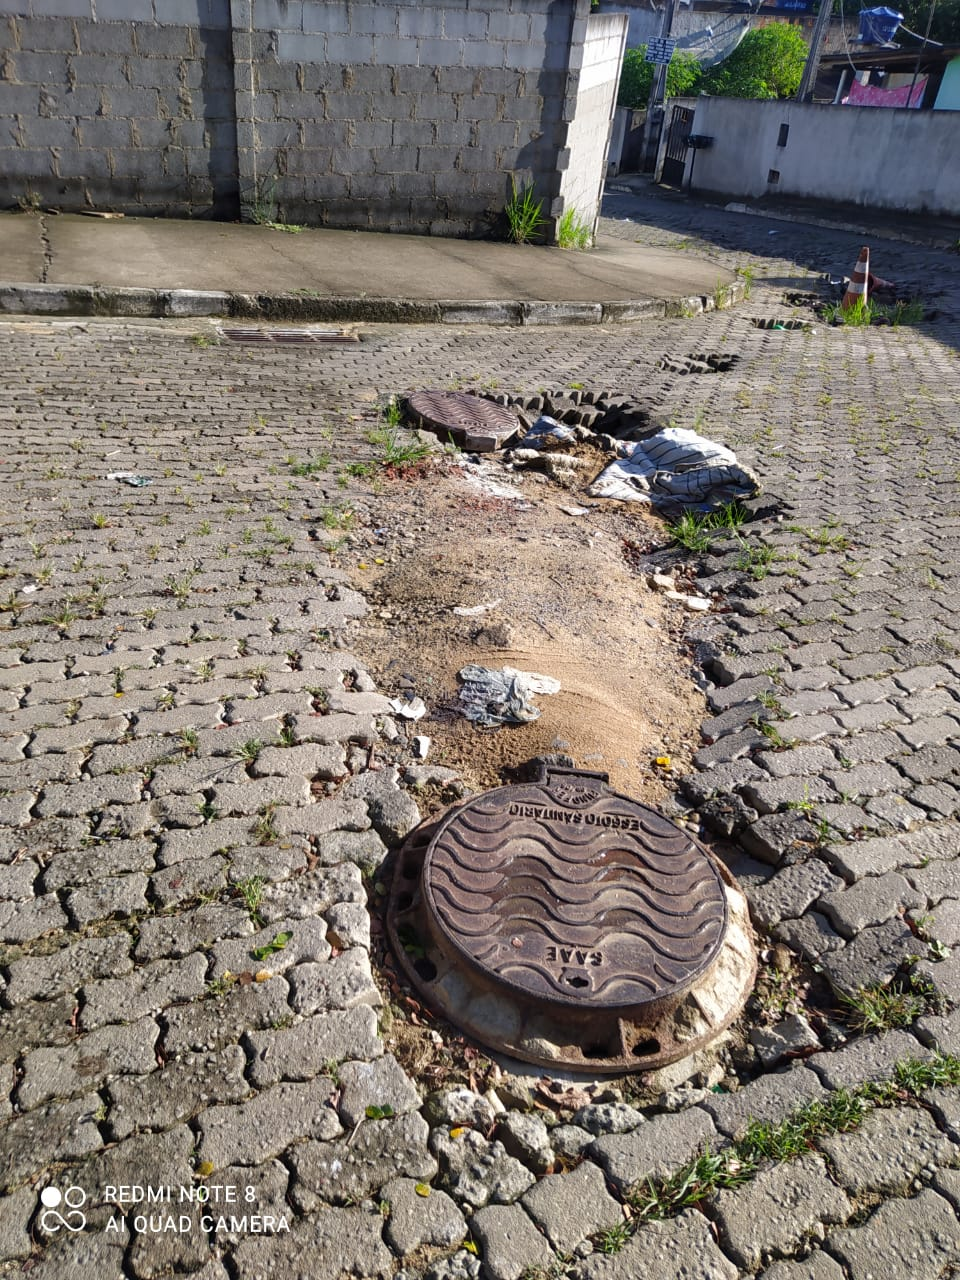 ESGOTO SANITÁRIO
SAAE
REDMI NOTE 8
AI QUAD CAMERA